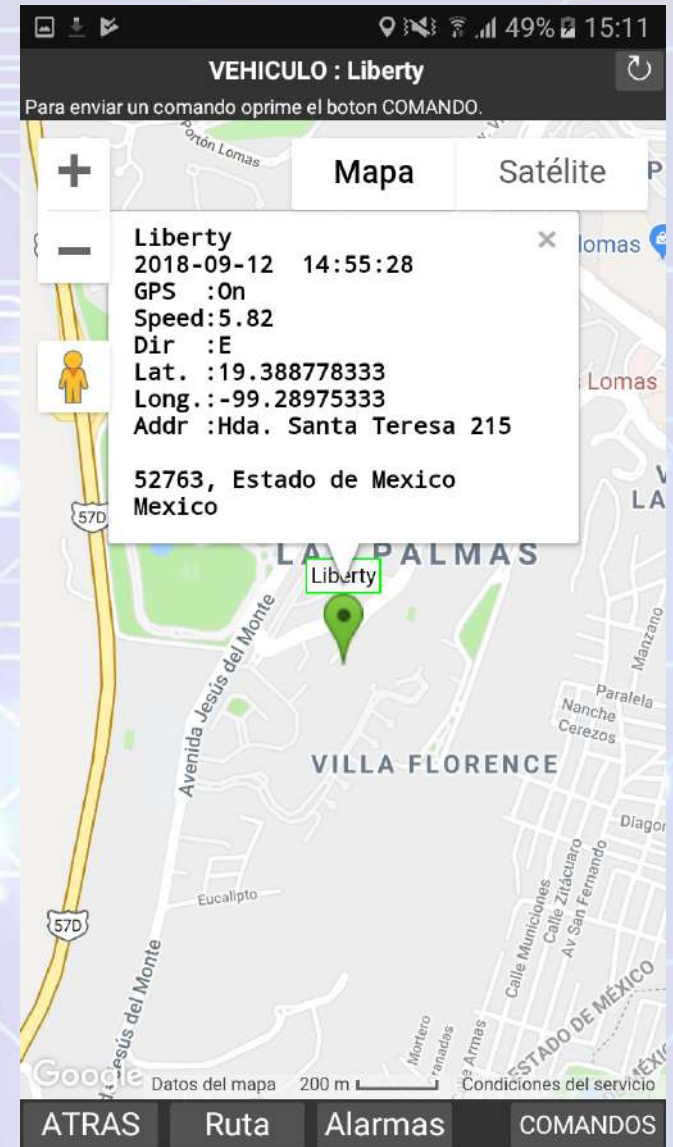 49% 15:11
VEHICULO : Liberty
Para enviar un comando oprime el boton COMANDO.
Portón Lomas
+
Mapa
Satélite
−
Liberty
×
2018-09-12 14:55:28
GPS :On
Speed:5.82
Dir :E
Lat. :19.388778333
Long.:-99.28975333
Addr :Hda. Santa Teresa 215
52763, Estado de Mexico
Mexico
lomas
Lomas
LA
57D
PALMAS
Liberty
Avenida Jesús del Monte
Manzano
Paralela
Nanche
Cerezos
VILLA FLORENCE
Diagon
Eucalipto
Calle Municiones
Calle Zitácuaro
Av San Fernando
57D
Jesús del Monte
Mortero
Granadas
Armas
ESTADO DE MÉXICO
Google
Datos del mapa
200 m
Condiciones del servicio
ATRAS
Ruta
Alarmas
COMANDOS